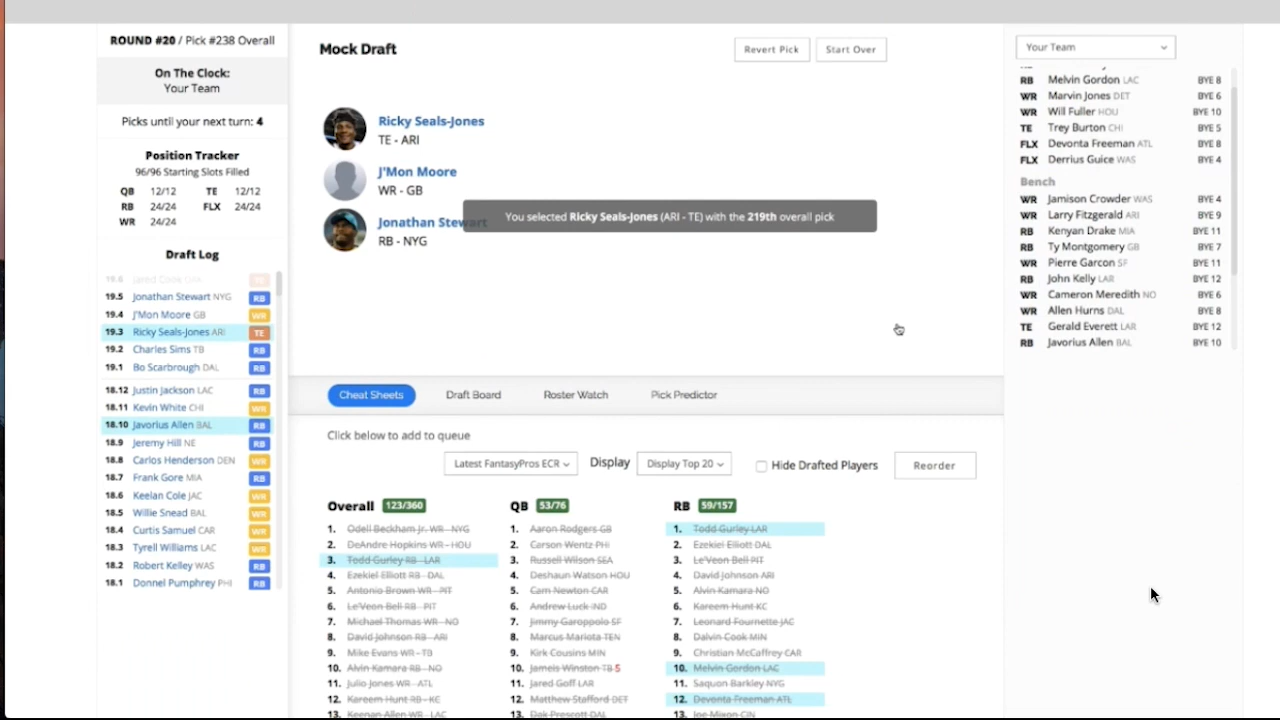 ROUND #20 / Pick #238 Overall
On The Clock:
Your Team
Picks until your next turn: 4
Position Tracker
96/96 Starting Slots Filled
QB 12/12 TE 12/12
RB 24/24 FLX 24/24
WR 24/24
Draft Log
19.5 Jonathan Stewart NYG RB
19.4 J'Mon Moore GB WR
19.3 Ricky Seals-Jones ARI TE
19.2 Charles Sims TB RB
19.1 Bo Scarbrough DAL RB
18.12 Justin Jackson LAC RB
18.11 Kevin White CHI WR
18.10 Javorius Allen BAL RB
18.9 Jeremy Hill NE RB
18.8 Carlos Henderson DEN WR
18.7 Frank Gore MIA RB
18.6 Keelan Cole JAC WR
18.5 Willie Snead BAL WR
18.4 Curtis Samuel CAR WR
18.3 Tyrell Williams LAC WR
18.2 Robert Kelley WAS RB
18.1 Donnel Pumphrey PHI RB
Mock Draft
Revert Pick
Start Over
Ricky Seals-Jones
TE - ARI
J'Mon Moore
WR - GB
Jonathan Stewart
RB - NYG
You selected Ricky Seals-Jones (ARI - TE) with the 219th overall pick
Cheat Sheets Draft Board Roster Watch Pick Predictor
Click below to add to queue
Latest FantasyPros ECR Display Display Top 20 Hide Drafted Players Reorder
Overall 123/360
1. Odell Beckham Jr. WR - NYG
2. DeAndre Hopkins WR - HOU
3. Todd Gurley RB - LAR
4. Ezekiel Elliott RB - DAL
5. Antonio Brown WR - PIT
6. Le'Veon Bell RB - PIT
7. Michael Thomas WR - NO
8. David Johnson RB - ARI
9. Mike Evans WR - TB
10. Alvin Kamara RB - NO
11. Julio Jones WR - ATL
12. Kareem Hunt RB - KC
13. Keenan Allen WR - LAC
QB 53/76
1. Aaron Rodgers GB
2. Carson Wentz PHI
3. Russell Wilson SEA
4. Deshaun Watson HOU
5. Cam Newton CAR
6. Andrew Luck IND
7. Jimmy Garoppolo SF
8. Marcus Mariota TEN
9. Kirk Cousins MIN
10. Jameis Winston TB S
11. Jared Goff LAR
12. Matthew Stafford DET
13. Dak Prescott DAL
RB 59/157
1. Todd Gurley LAR
2. Ezekiel Elliott DAL
3. Le'Veon Bell PIT
4. David Johnson ARI
5. Alvin Kamara NO
6. Kareem Hunt KC
7. Leonard Fournette JAC
8. Dalvin Cook MIN
9. Christian McCaffrey CAR
10. Melvin Gordon LAC
11. Saquon Barkley NYG
12. Devonta Freeman ATL
13. Joe Mixon CIN
Your Team
RB Melvin Gordon LAC BYE 8
WR Marvin Jones DET BYE 6
WR Will Fuller HOU BYE 10
TE Trey Burton CHI BYE 5
FLX Devonta Freeman ATL BYE 8
FLX Derrius Guice WAS BYE 4
Bench
WR Jamison Crowder WAS BYE 4
WR Larry Fitzgerald ARI BYE 9
RB Kenyan Drake MIA BYE 11
RB Ty Montgomery GB BYE 7
WR Pierre Garcon SF BYE 11
RB John Kelly LAR BYE 12
WR Cameron Meredith NO BYE 6
WR Allen Hurns DAL BYE 8
TE Gerald Everett LAR BYE 12
RB Javorius Allen BAL BYE 10